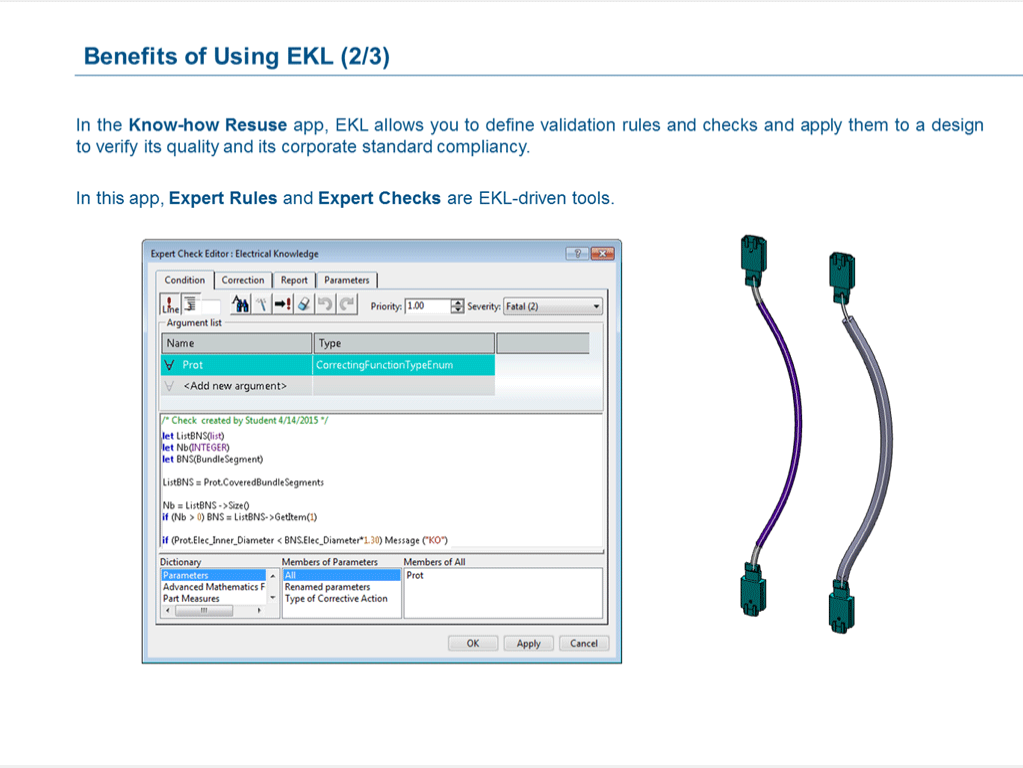 Benefits of Using EKL (2/3)
In the Know-how Resuse app, EKL allows you to define validation rules and checks and apply them to a design
to verify its quality and its corporate standard compliancy.
In this app, Expert Rules and Expert Checks are EKL-driven tools.
Expert Check Editor : Electrical Knowledge
Condition Correction Report Parameters
Line Priority: 1.00 Severity: Fatal (2)
Argument list
Name Type
∀ Prot CorrectingFunctionTypeEnum
∀ <Add new argument>
/* Check created by Student 4/14/2015 */
let ListBNS(list)
let Nb(INTEGER)
let BNS(BundleSegment)
ListBNS = Prot.CoveredBundleSegments
Nb = ListBNS ->Size()
if (Nb > 0) BNS = ListBNS->GetItem(1)
if (Prot.Elec_Inner_Diameter < BNS.Elec_Diameter*1.30) Message ("KO")
Dictionary Members of Parameters Members of All
Parameters All Prot
Advanced Mathematics F Renamed parameters
Part Measures Type of Corrective Action
OK Apply Cancel